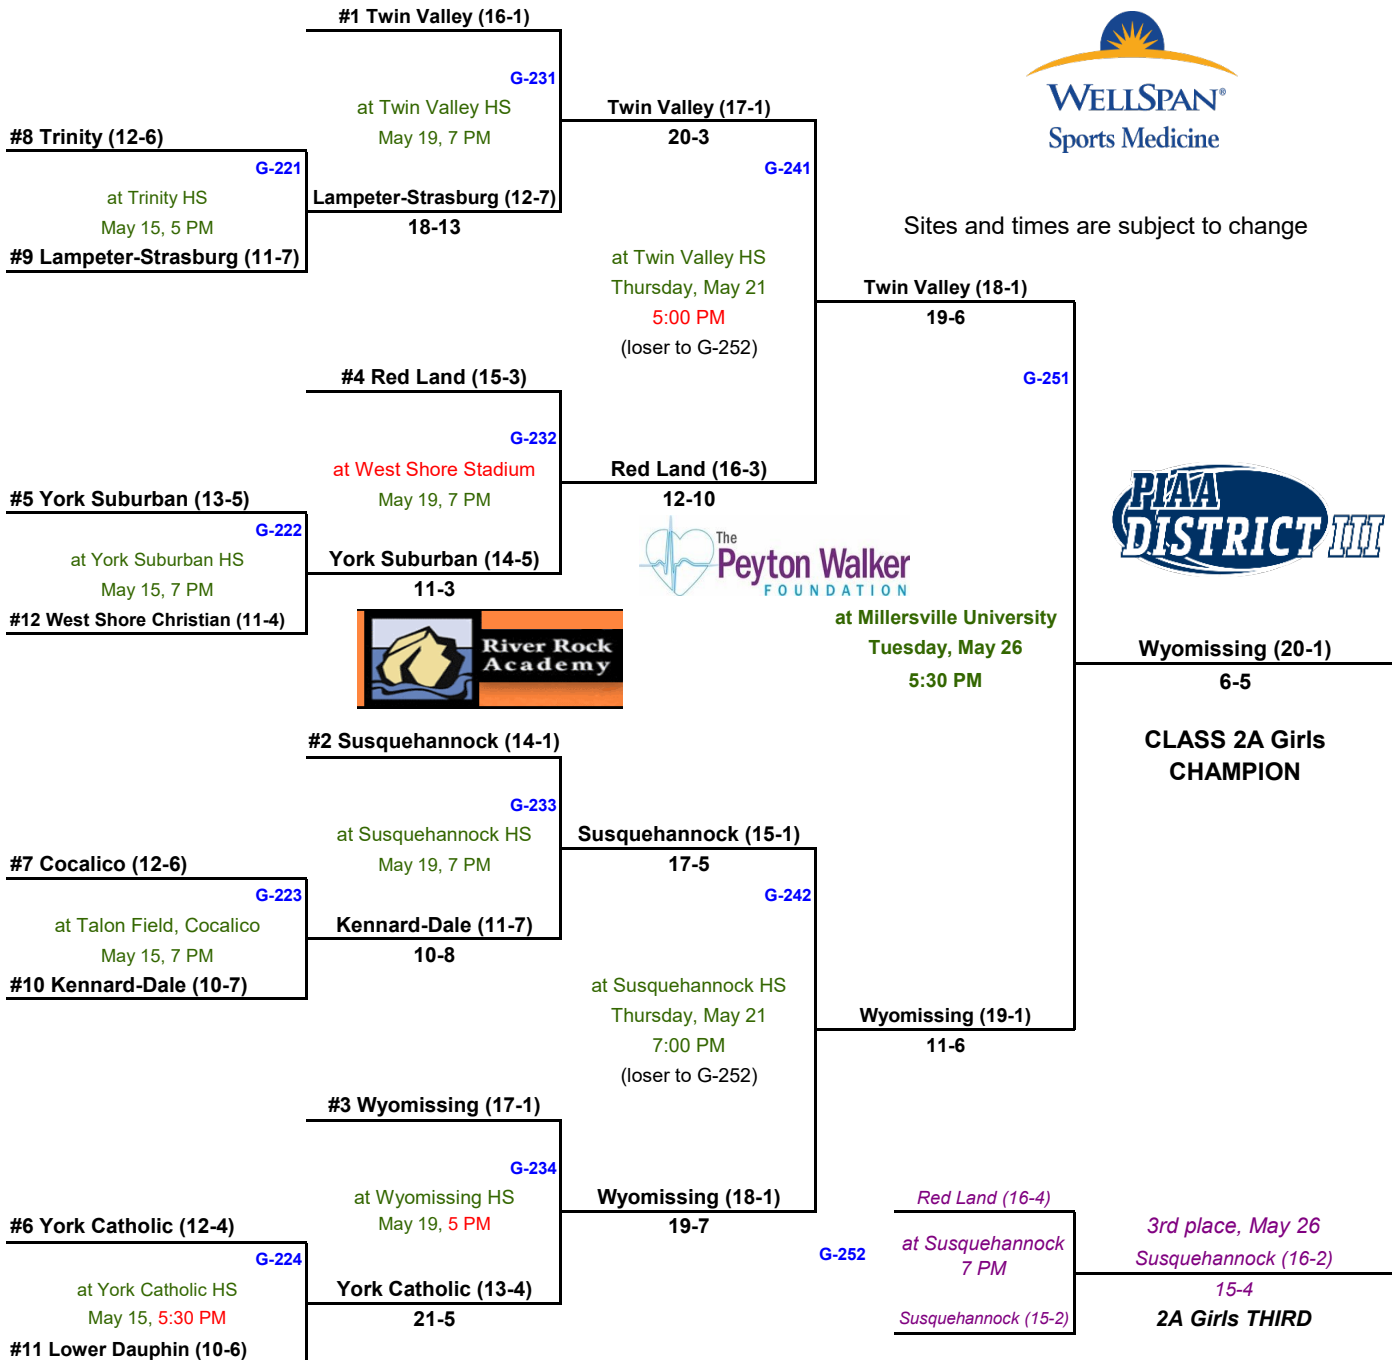 #1 Twin Valley (16-1)
G-231
at Twin Valley HS
May 19, 7 PM
#8 Trinity (12-6)
G-221
at Trinity HS
May 15, 5 PM
#9 Lampeter-Strasburg (11-7)
Lampeter-Strasburg (12-7)
18-13
Twin Valley (17-1)
20-3
G-241
at Twin Valley HS
Thursday, May 21
5:00 PM
(loser to G-252)
WELLSPAN®
Sports Medicine
Sites and times are subject to change
Twin Valley (18-1)
19-6
G-251
#4 Red Land (15-3)
G-232
at West Shore Stadium
May 19, 7 PM
Red Land (16-3)
12-10
#5 York Suburban (13-5)
G-222
at York Suburban HS
May 15, 7 PM
#12 West Shore Christian (11-4)
York Suburban (14-5)
11-3
The
Peyton Walker
FOUNDATION
River Rock
Academy
PIAA
DISTRICT III
at Millersville University
Tuesday, May 26
5:30 PM
Wyomissing (20-1)
6-5
CLASS 2A Girls
CHAMPION
#2 Susquehannock (14-1)
G-233
at Susquehannock HS
May 19, 7 PM
Susquehannock (15-1)
17-5
G-242
#7 Cocalico (12-6)
G-223
at Talon Field, Cocalico
May 15, 7 PM
#10 Kennard-Dale (10-7)
Kennard-Dale (11-7)
10-8
at Susquehannock HS
Thursday, May 21
7:00 PM
(loser to G-252)
Wyomissing (19-1)
11-6
#3 Wyomissing (17-1)
G-234
at Wyomissing HS
May 19, 5 PM
Wyomissing (18-1)
19-7
#6 York Catholic (12-4)
G-224
at York Catholic HS
May 15, 5:30 PM
#11 Lower Dauphin (10-6)
York Catholic (13-4)
21-5
Red Land (16-4)
G-252
at Susquehannock
7 PM
Susquehannock (15-2)
3rd place, May 26
Susquehannock (16-2)
15-4
2A Girls THIRD